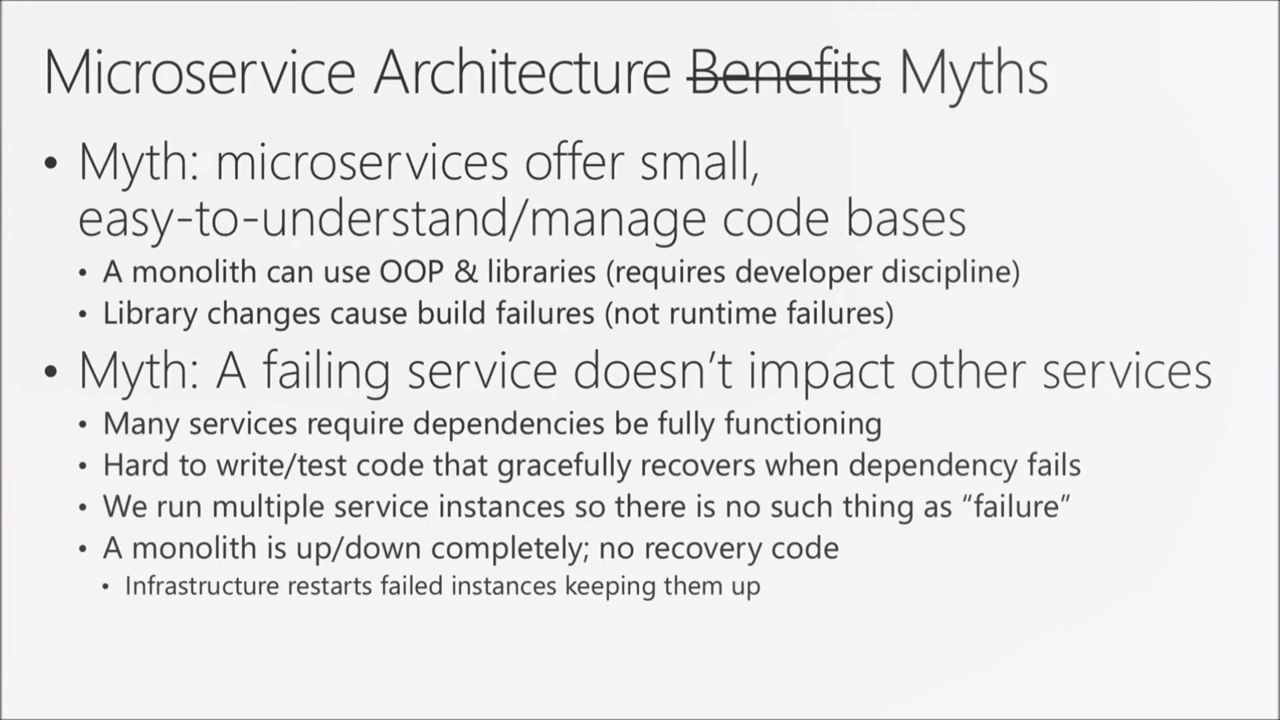 Microservice Architecture Benefits Myths
• Myth: microservices offer small,
easy-to-understand/manage code bases
• A monolith can use OOP & libraries (requires developer discipline)
• Library changes cause build failures (not runtime failures)
• Myth: A failing service doesn’t impact other services
• Many services require dependencies be fully functioning
• Hard to write/test code that gracefully recovers when dependency fails
• We run multiple service instances so there is no such thing as “failure”
• A monolith is up/down completely; no recovery code
• Infrastructure restarts failed instances keeping them up